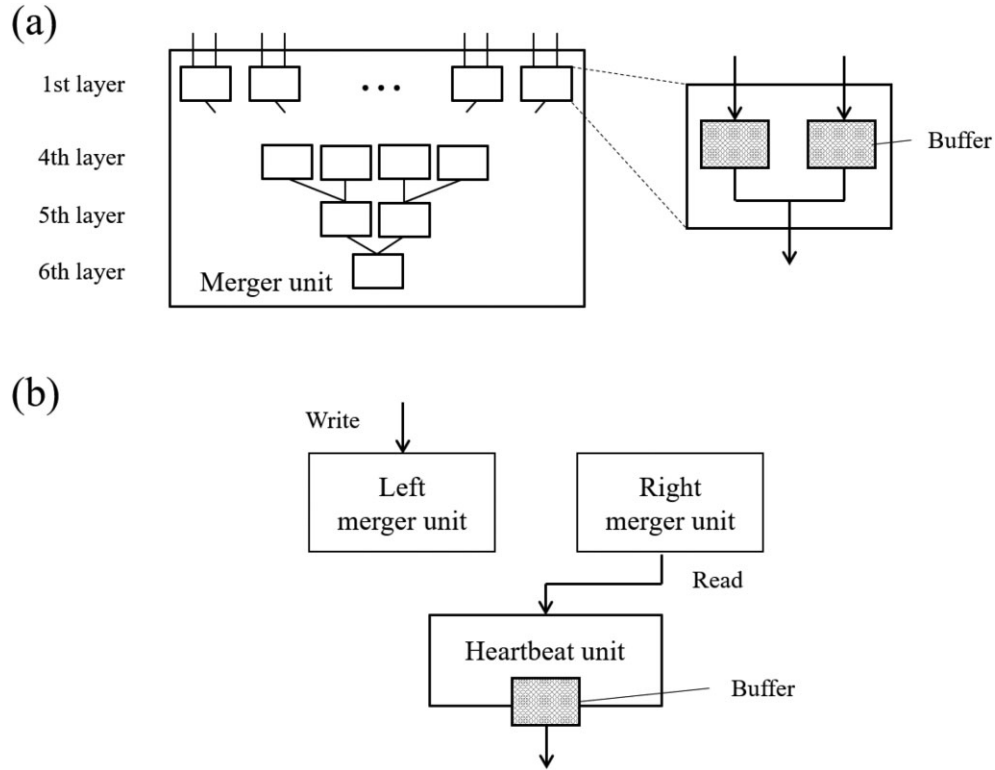 (a)
1st layer
...
4th layer
5th layer
6th layer
Merger unit
Buffer
(b)
Write
Left
merger unit
Right
merger unit
Read
Heartbeat unit
Buffer